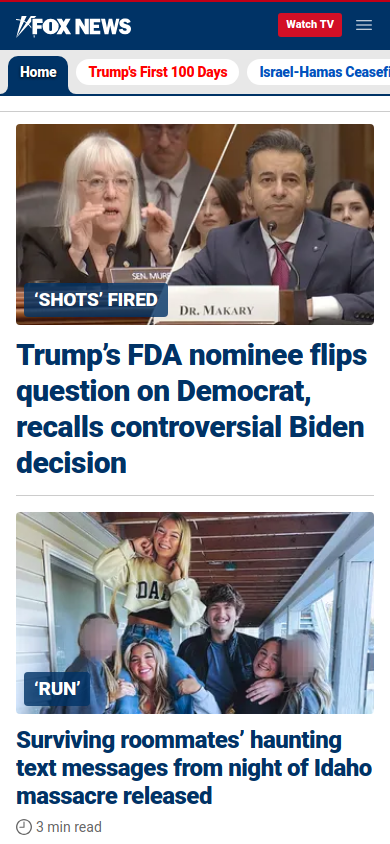 FOX NEWS
Watch TV
Home
Trump's First 100 Days
Israel-Hamas Ceasefi
SEN. MURR
DR. MAKARY
‘SHOTS’ FIRED
Trump’s FDA nominee flips
question on Democrat,
recalls controversial Biden
decision
IDA
‘RUN’
Surviving roommates’ haunting
text messages from night of Idaho
massacre released
3 min read